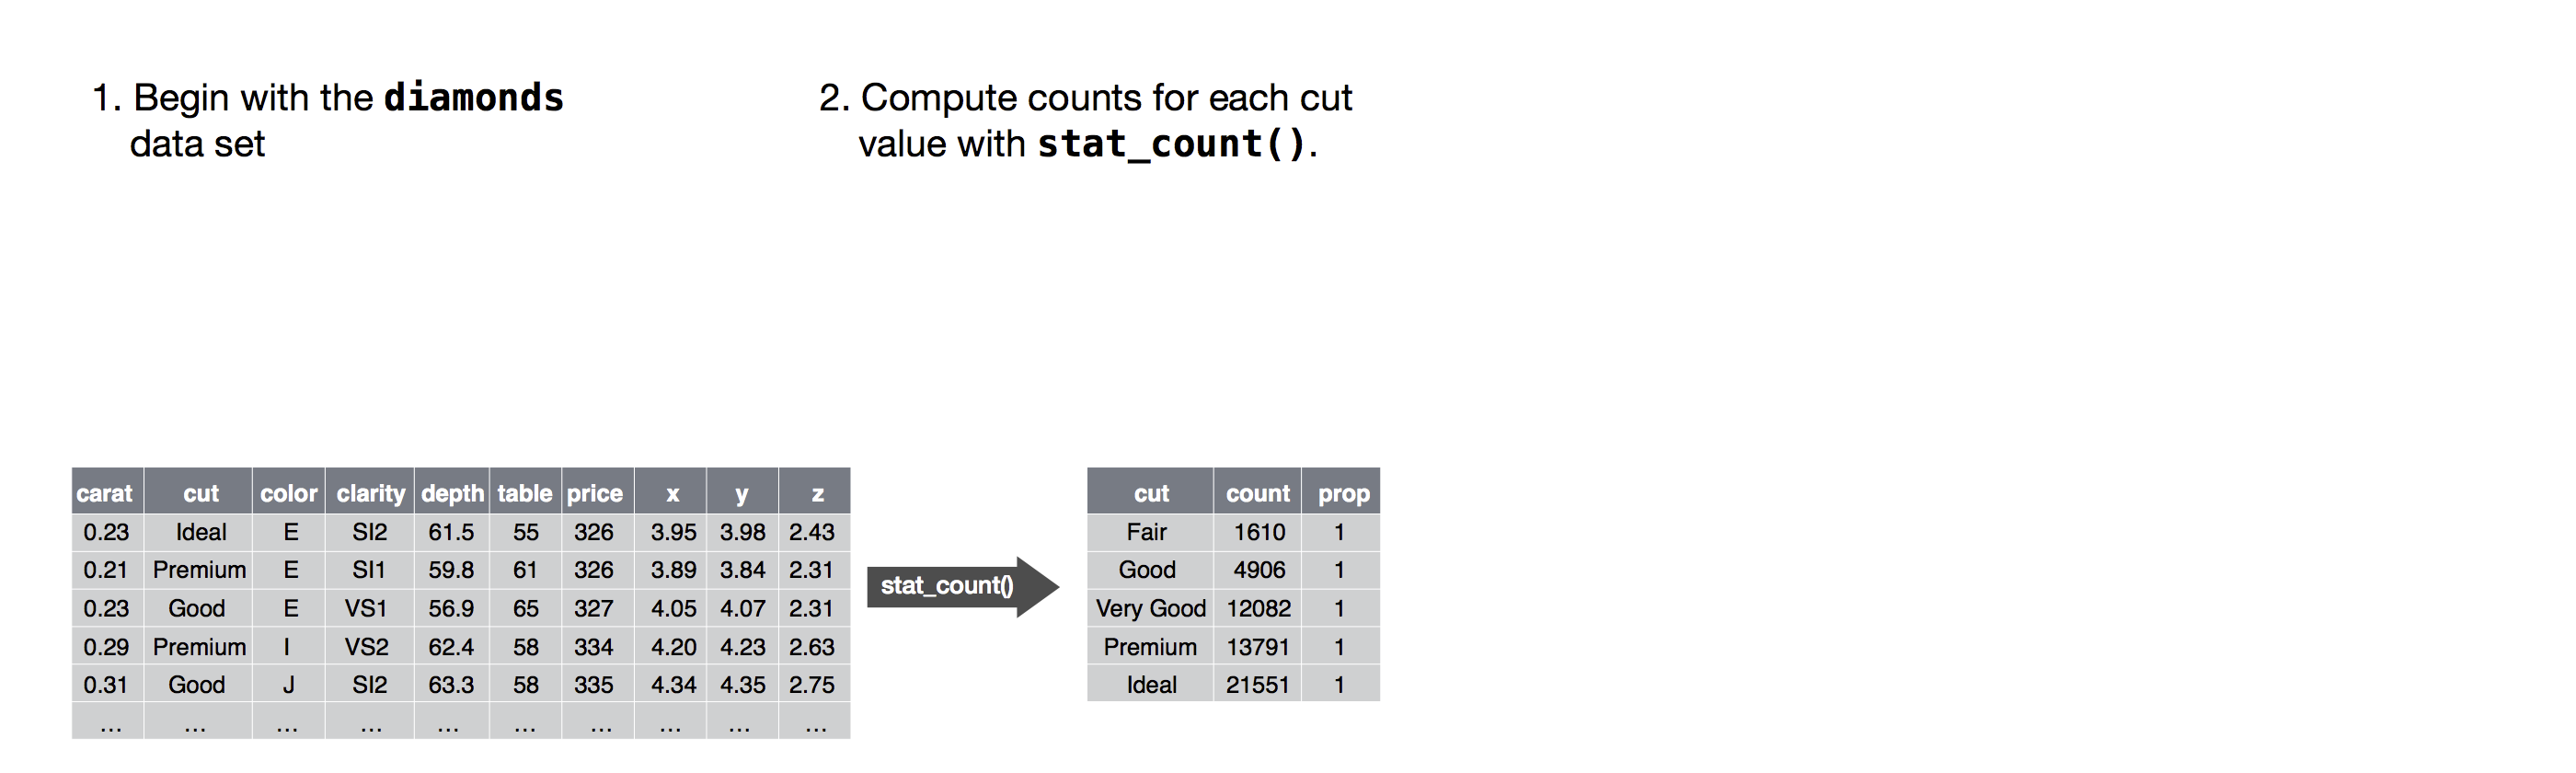 1. Begin with the diamonds
data set
2. Compute counts for each cut
value with stat_count().
carat cut color clarity depth table price x y z
0.23 Ideal E SI2 61.5 55 326 3.95 3.98 2.43
0.21 Premium E SI1 59.8 61 326 3.89 3.84 2.31
0.23 Good E VS1 56.9 65 327 4.05 4.07 2.31
0.29 Premium I VS2 62.4 58 334 4.20 4.23 2.63
0.31 Good J SI2 63.3 58 335 4.34 4.35 2.75
... ... ... ... ... ... ... ... ... ...
stat_count()
cut count prop
Fair 1610 1
Good 4906 1
Very Good 12082 1
Premium 13791 1
Ideal 21551 1